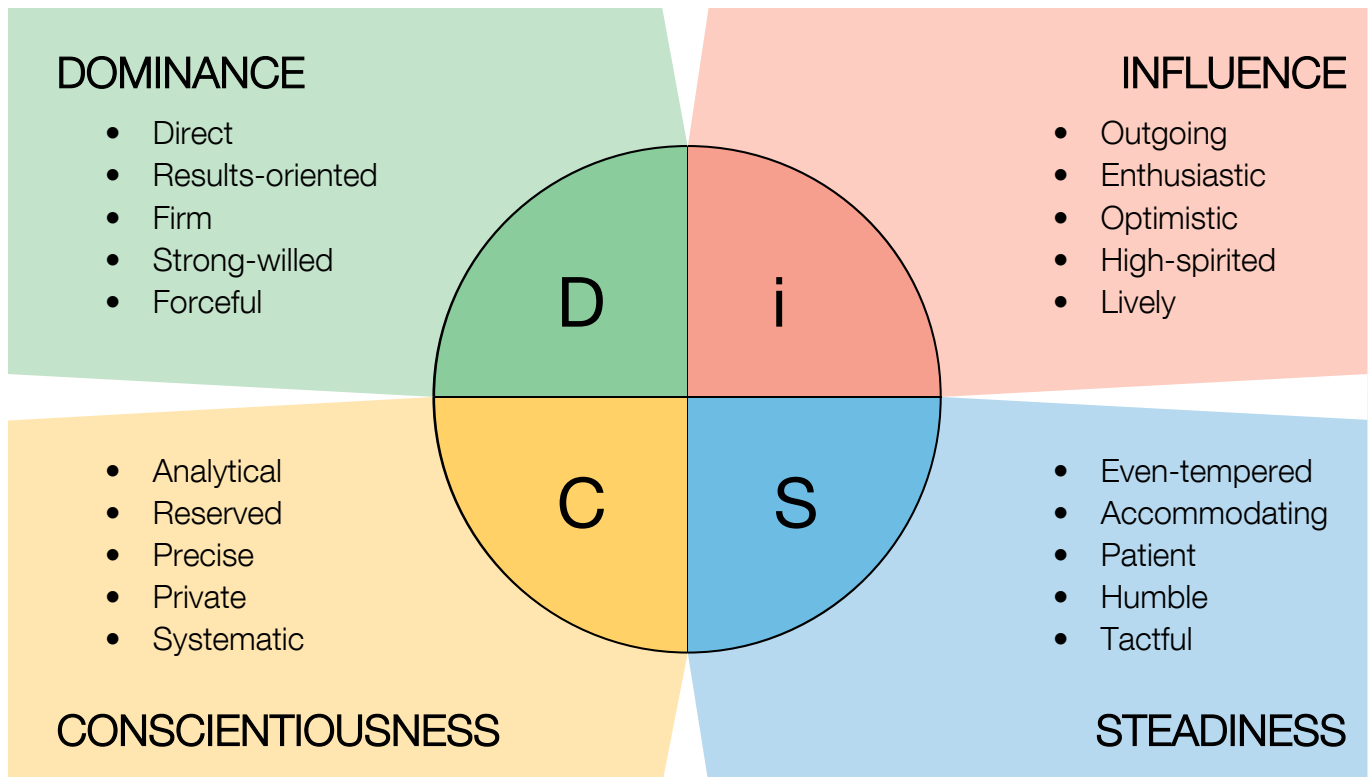 DOMINANCE
• Direct
• Results-oriented
• Firm
• Strong-willed
• Forceful
INFLUENCE
• Outgoing
• Enthusiastic
• Optimistic
• High-spirited
• Lively
D
i
C
S
• Analytical
• Reserved
• Precise
• Private
• Systematic
CONSCIENTIOUSNESS
• Even-tempered
• Accommodating
• Patient
• Humble
• Tactful
STEADINESS